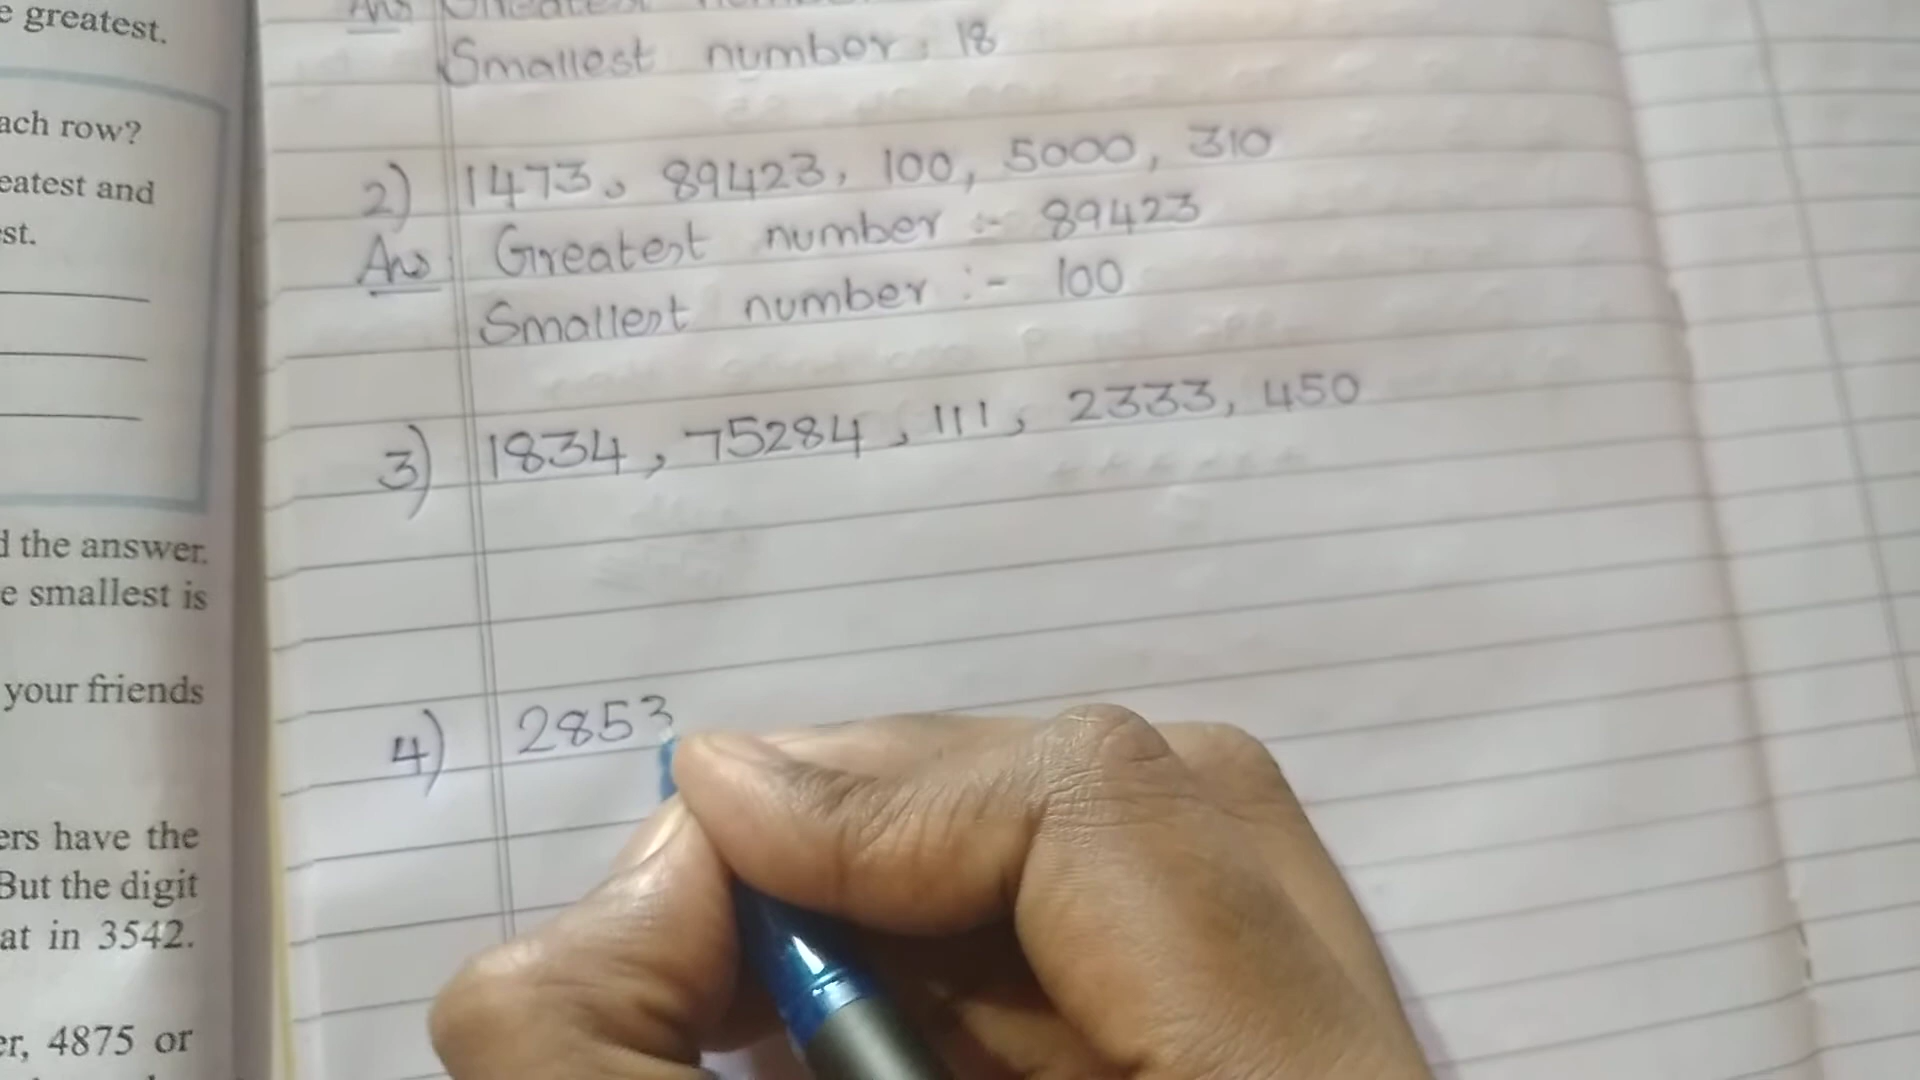 e greatest.
ach row?
eatest and
st.
d the answer.
e smallest is
your friends
ers have the
But the digit
at in 3542.
er, 4875 or
Ans Greatest
Smallest number : 18
2) 1473, 89423, 100, 5000, 310
Ans Greatest number :- 89423
Smallest number :- 100
3) 1834, 75284, 111, 2333, 450
4) 2853